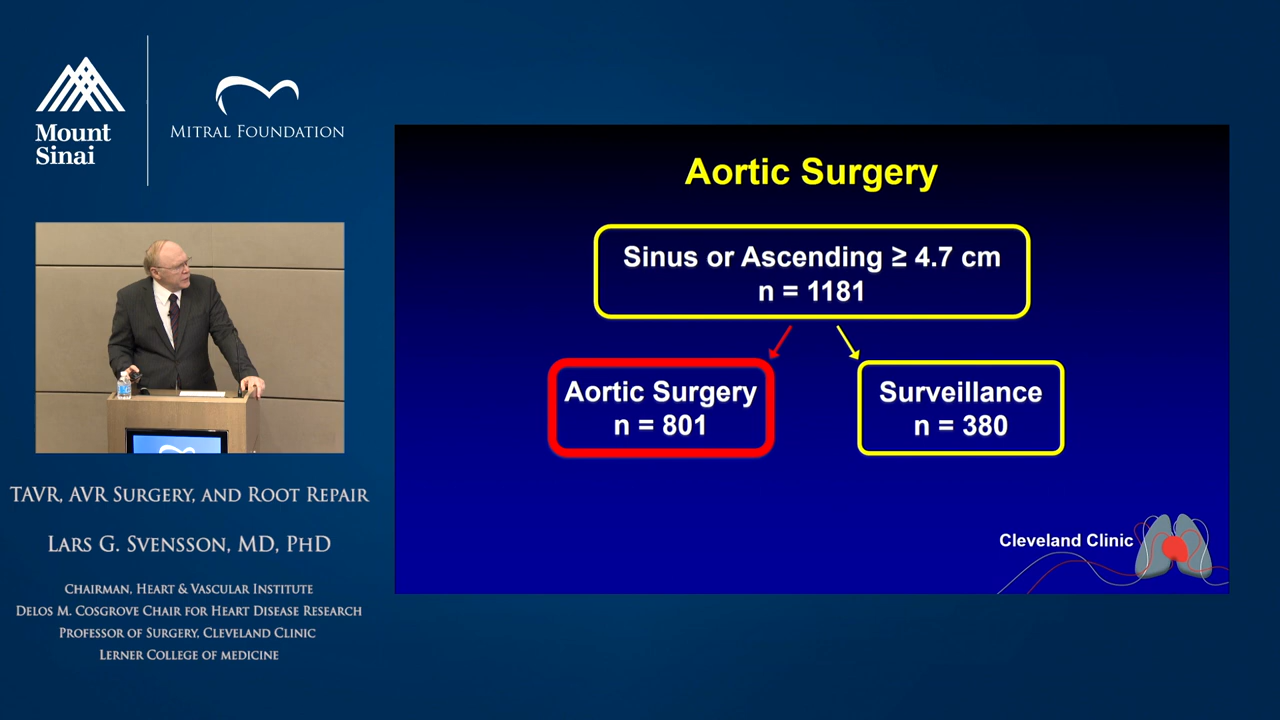 Mount
Sinai
Mitral Foundation
TAVR, AVR Surgery, and Root Repair
Lars G. Svensson, MD, PhD
Chairman, Heart & Vascular Institute
Delos M. Cosgrove Chair for Heart Disease Research
Professor of Surgery, Cleveland Clinic
Lerner College of medicine
Aortic Surgery
Sinus or Ascending ≥ 4.7 cm
n = 1181
Aortic Surgery
n = 801
Surveillance
n = 380
Cleveland Clinic